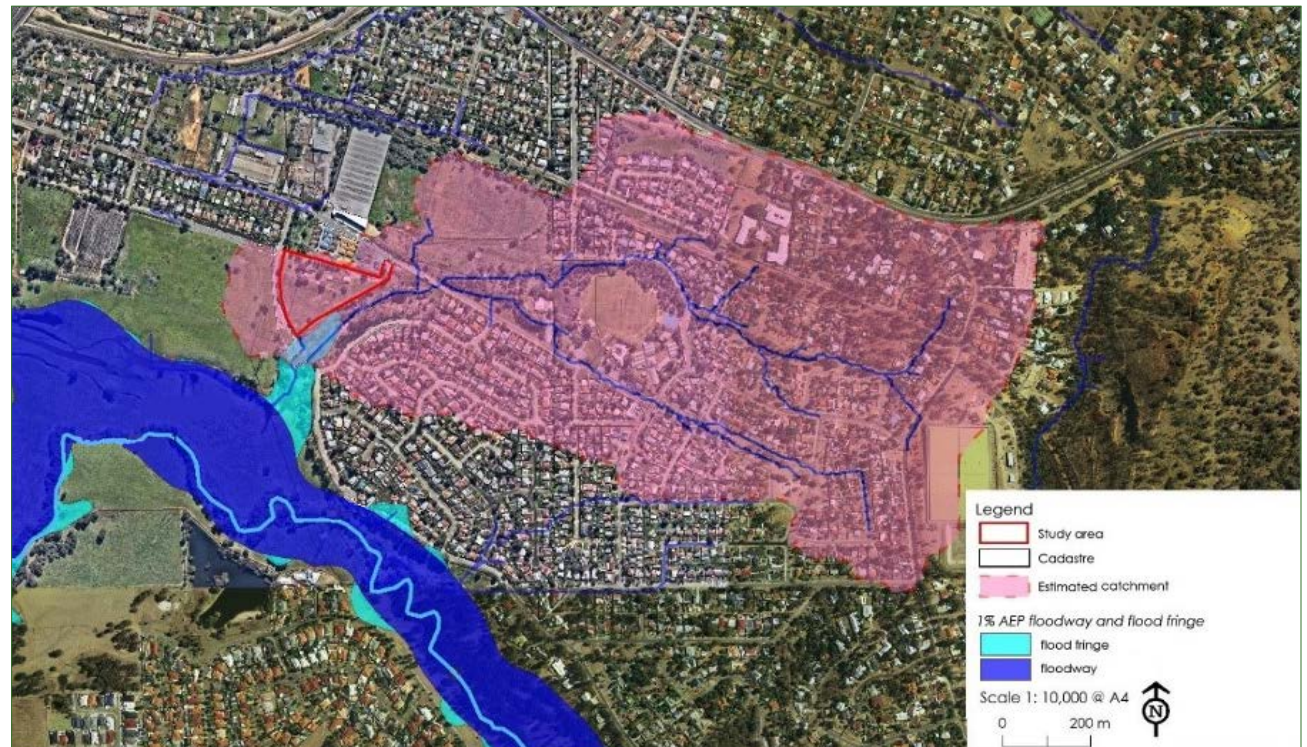 Legend
Study area
Cadastre
Estimated catchment
1% AEP floodway and flood fringe
flood fringe
floodway
Scale 1: 10,000 @ A4
N
0 200 m